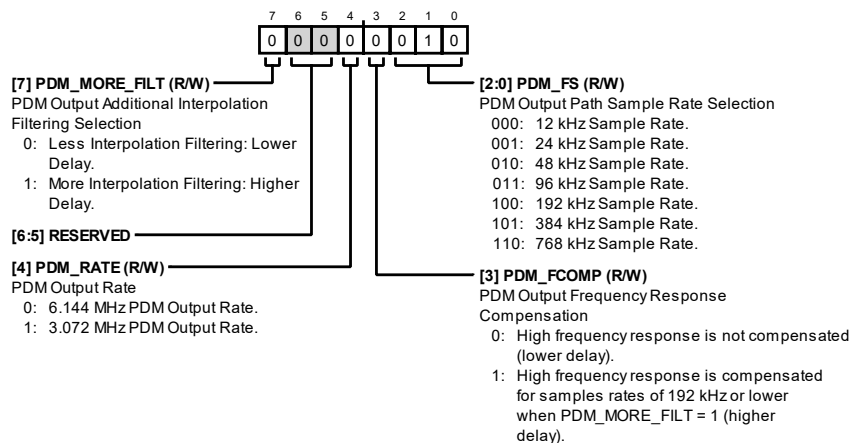 7 6 5 4 3 2 1 0
0 0 0 0 0 0 1 0
[7] PDM_MORE_FILT (R/W)
PDM Output Additional Interpolation
Filtering Selection
0: Less Interpolation Filtering: Lower
Delay.
1: More Interpolation Filtering: Higher
Delay.
[6:5] RESERVED
[4] PDM_RATE (R/W)
PDM Output Rate
0: 6.144 MHz PDM Output Rate.
1: 3.072 MHz PDM Output Rate.
[2:0] PDM_FS (R/W)
PDM Output Path Sample Rate Selection
000: 12 kHz Sample Rate.
001: 24 kHz Sample Rate.
010: 48 kHz Sample Rate.
011: 96 kHz Sample Rate.
100: 192 kHz Sample Rate.
101: 384 kHz Sample Rate.
110: 768 kHz Sample Rate.
[3] PDM_FCOMP (R/W)
PDM Output Frequency Response
Compensation
0: High frequency response is not compensated
(lower delay).
1: High frequency response is compensated
for samples rates of 192 kHz or lower
when PDM_MORE_FILT = 1 (higher
delay).